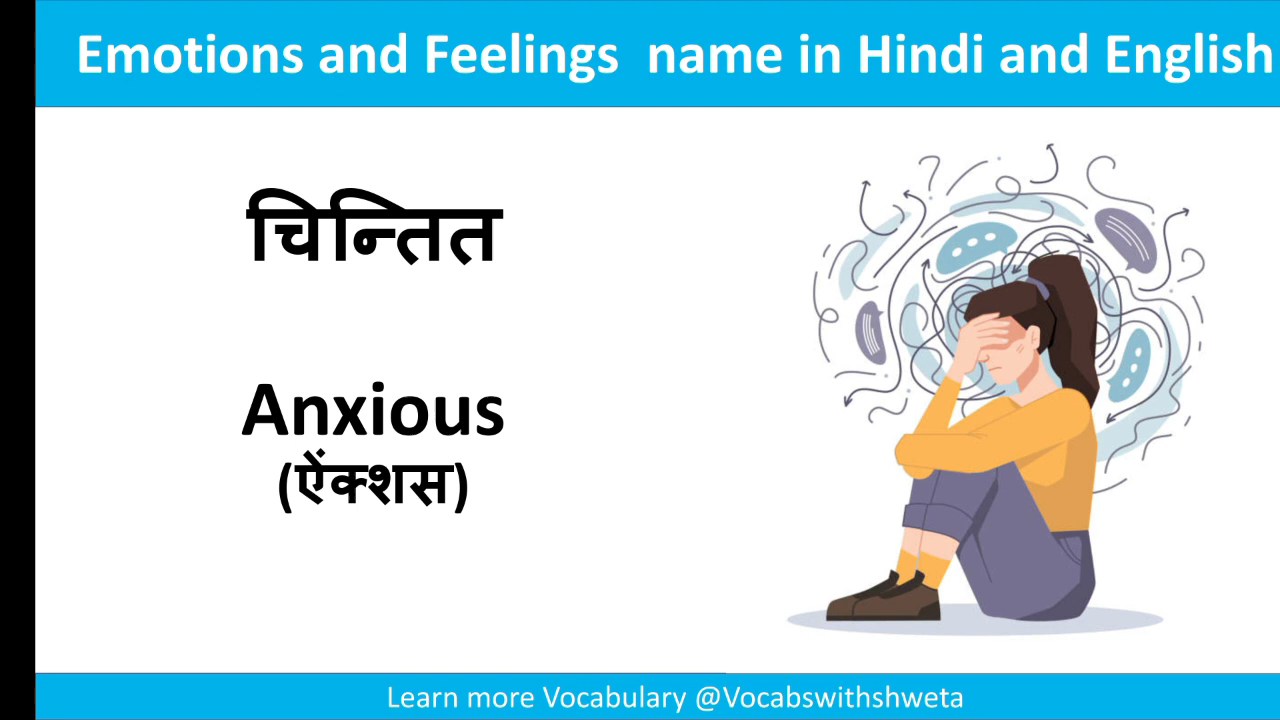 Emotions and Feelings name in Hindi and English
चिन्तित
Anxious
(ऐंक्शस)
Learn more Vocabulary @Vocabswithshweta